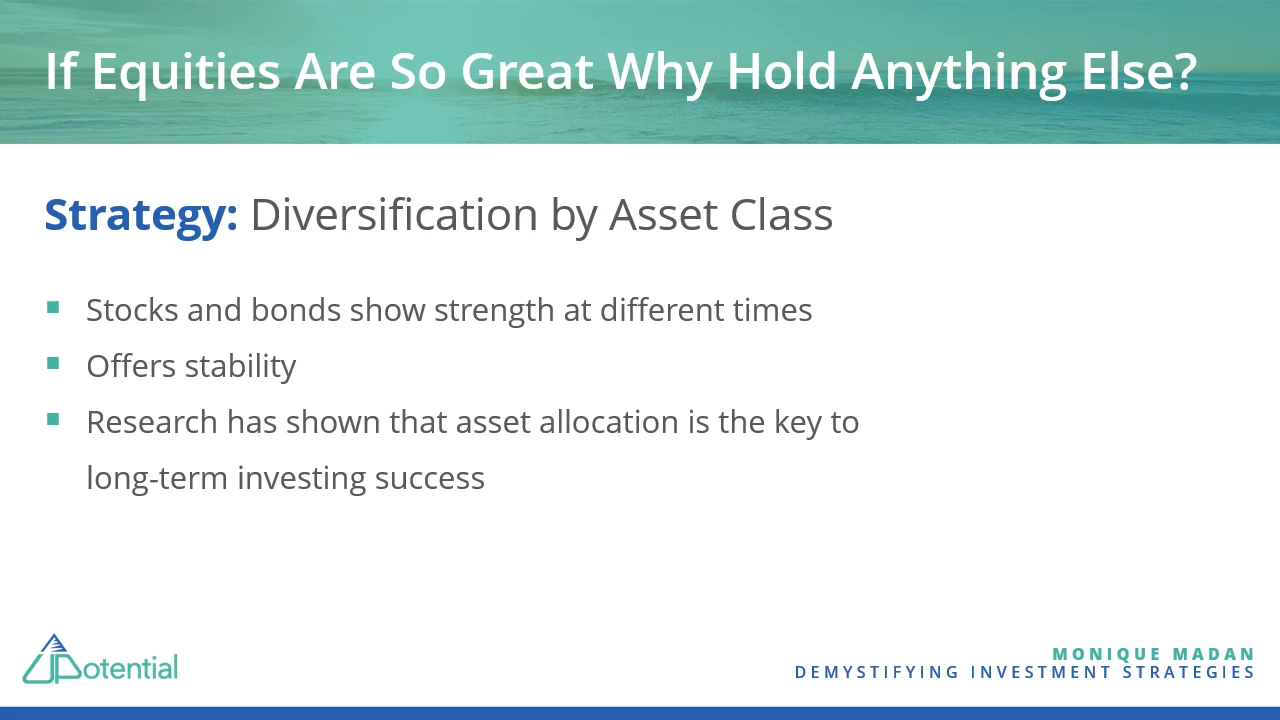 If Equities Are So Great Why Hold Anything Else?
Strategy: Diversification by Asset Class
▪ Stocks and bonds show strength at different times
▪ Offers stability
▪ Research has shown that asset allocation is the key to
long-term investing success
UPotential
MONIQUE MADAN
DEMYSTIFYING INVESTMENT STRATEGIES